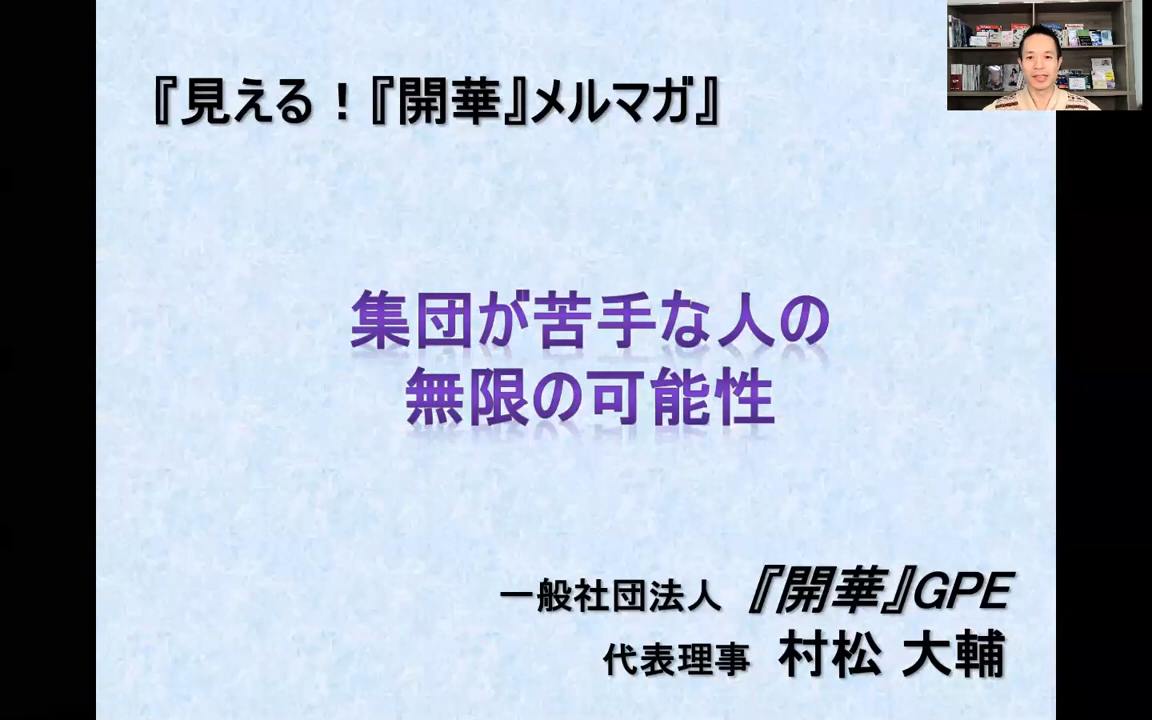 『見える！『開華』メルマガ』
集団が苦手な人の
無限の可能性
一般社団法人 『開華』GPE
代表理事 村松 大輔